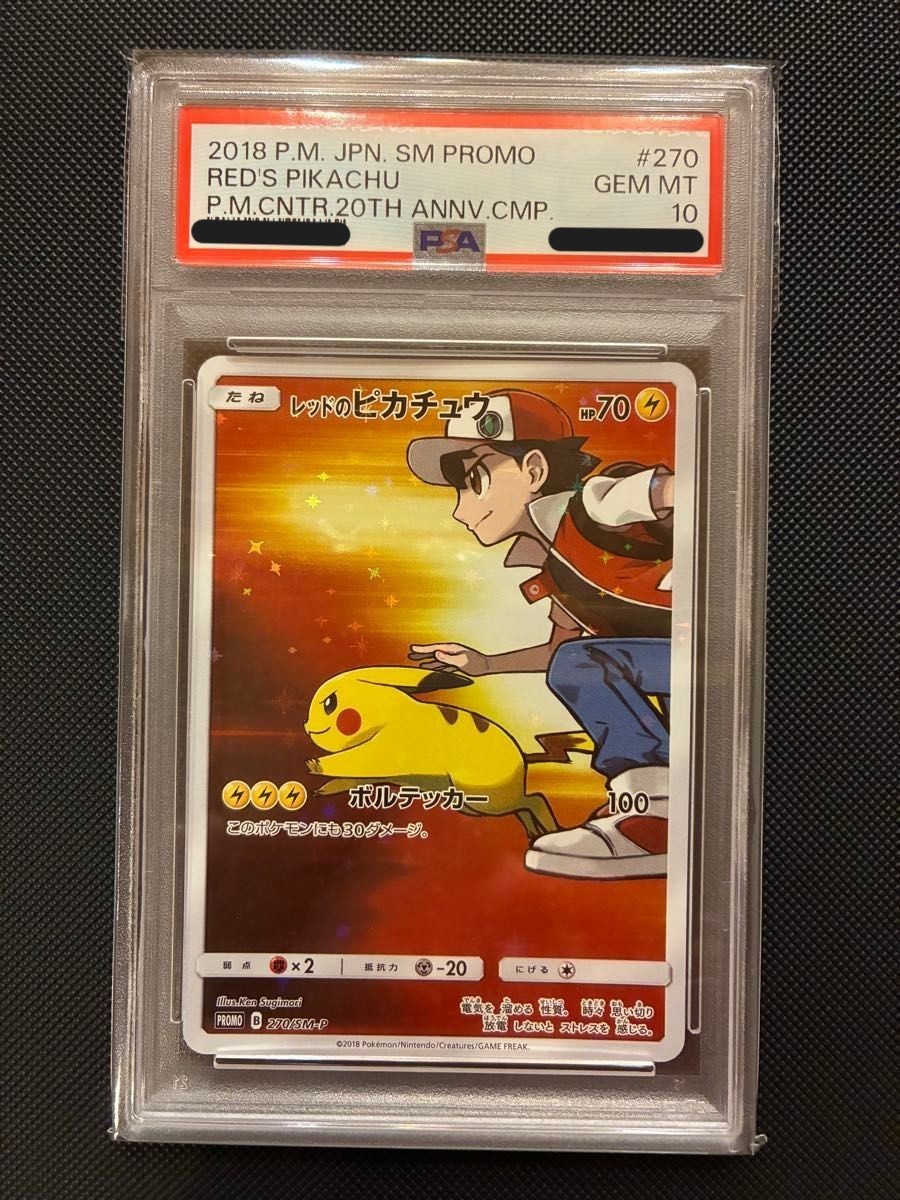 2018 P.M. JPN. SM PROMO #270
RED'S PIKACHU GEM MT
P.M.CNTR.20TH ANNV.CMP. 10
PSA
たね レッドのピカチュウ HP70
ボルテッカー 100
このポケモンにも30ダメージ。
弱点 ×2 抵抗力 -20 にげる
Illus.Ken Sugimori
電気を 溜める 性質。 時々 思い切り
放電 しないと ストレスを 感じる。
PROMO B 270/SM-P
©2018 Pokémon/Nintendo/Creatures/GAME FREAK.